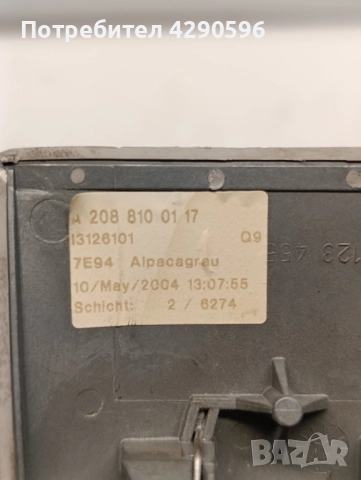 Потребител 4290596
A 208 810 01 17
13126101 Q9
7E94 Alpacagrau
10/May/2004 13:07:55
Schicht: 2 / 6274
BAZAR